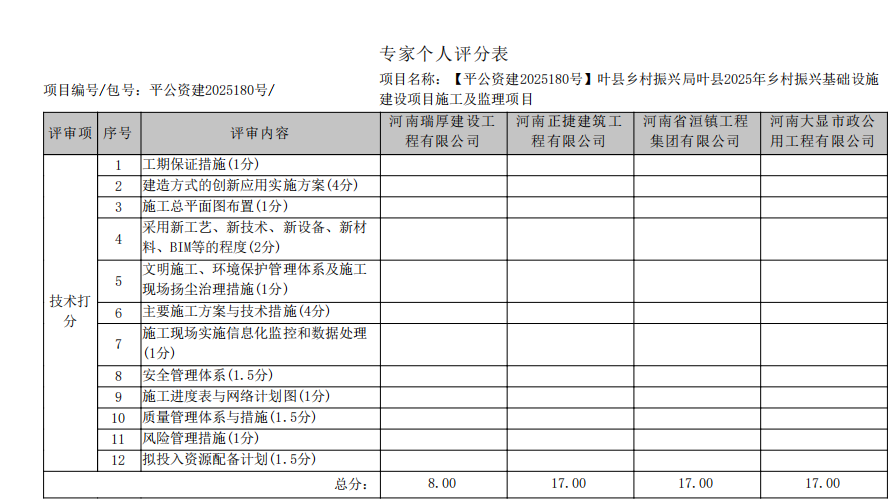 专家个人评分表
项目编号/包号：平公资建2025180号/
项目名称：【平公资建2025180号】叶县乡村振兴局叶县2025年乡村振兴基础设施
建设项目施工及监理项目
评审项 序号 评审内容 河南瑞厚建设工程有限公司 河南正捷建筑工程有限公司 河南省洹镇工程集团有限公司 河南大显市政公用工程有限公司
技术打分
1 工期保证措施(1分)
2 建造方式的创新应用实施方案(4分)
3 施工总平面图布置(1分)
4 采用新工艺、新技术、新设备、新材
料、BIM等的程度(2分)
5 文明施工、环境保护管理体系及施工
现场扬尘治理措施(1分)
6 主要施工方案与技术措施(4分)
7 施工现场实施信息化监控和数据处理
(1分)
8 安全管理体系(1.5分)
9 施工进度表与网络计划图(1分)
10 质量管理体系与措施(1.5分)
11 风险管理措施(1分)
12 拟投入资源配备计划(1.5分)
总分： 8.00 17.00 17.00 17.00